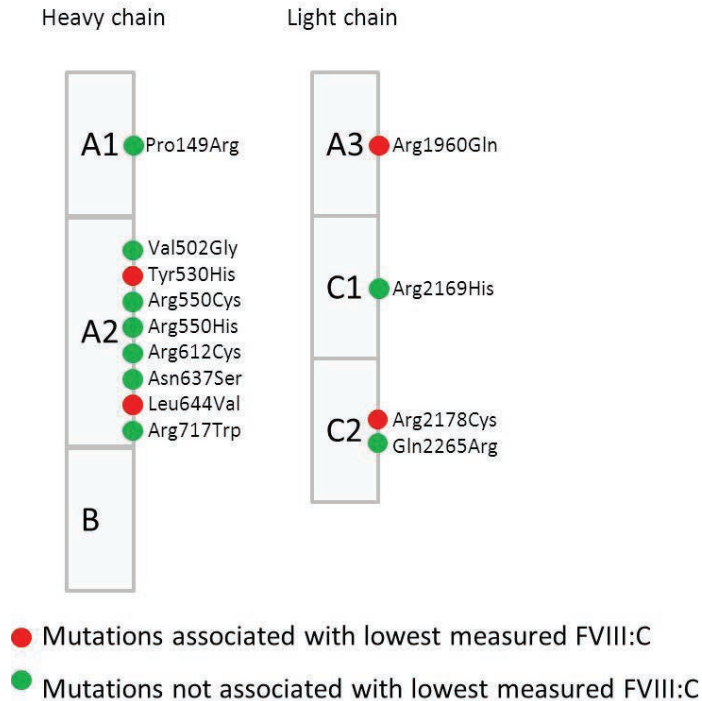 Heavy chain
Light chain
A1
Pro149Arg
A2
Val502Gly
Tyr530His
Arg550Cys
Arg550His
Arg612Cys
Asn637Ser
Leu644Val
Arg717Trp
B
A3
Arg1960Gln
C1
Arg2169His
C2
Arg2178Cys
Gln2265Arg
Mutations associated with lowest measured FVIII:C
Mutations not associated with lowest measured FVIII:C